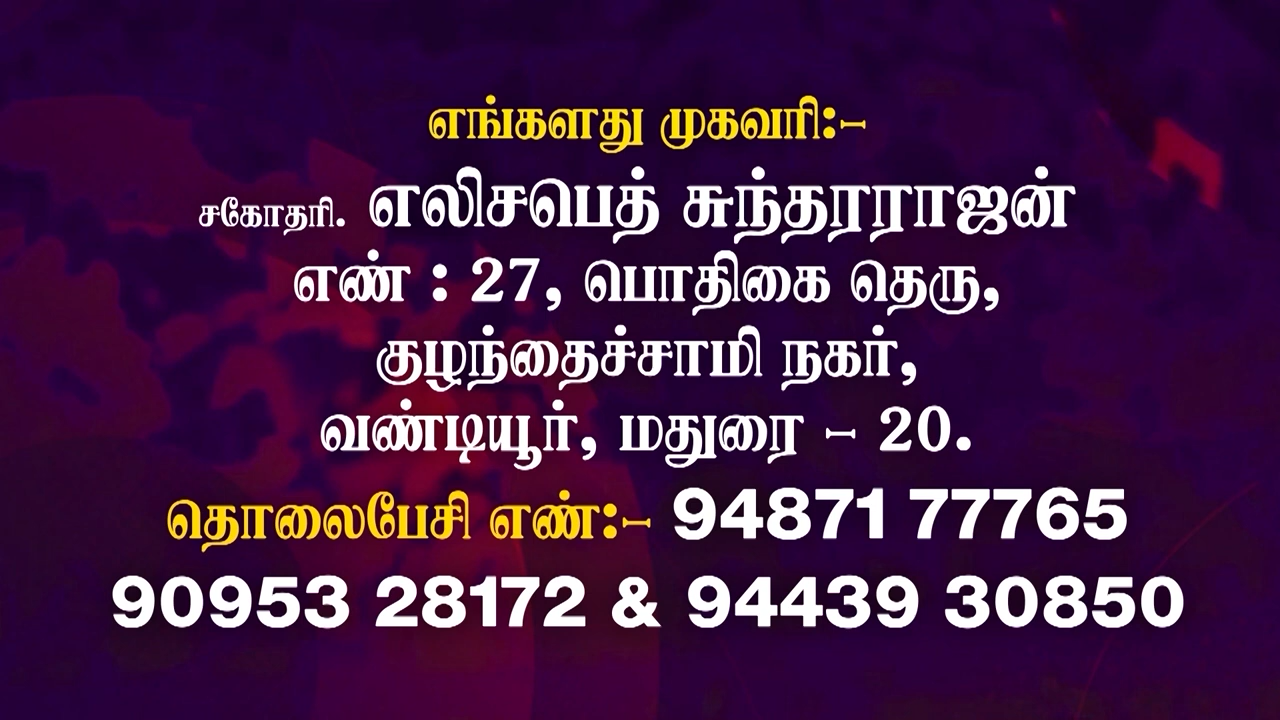 எங்களது முகவரி:-
சகோதரி. எலிசபெத் சுந்தரராஜன்
எண் : 27, பொதிகை தெரு,
குழந்தைச்சாமி நகர்,
வண்டியூர், மதுரை - 20.
தொலைபேசி எண்:- 94871 77765
90953 28172 & 94439 30850